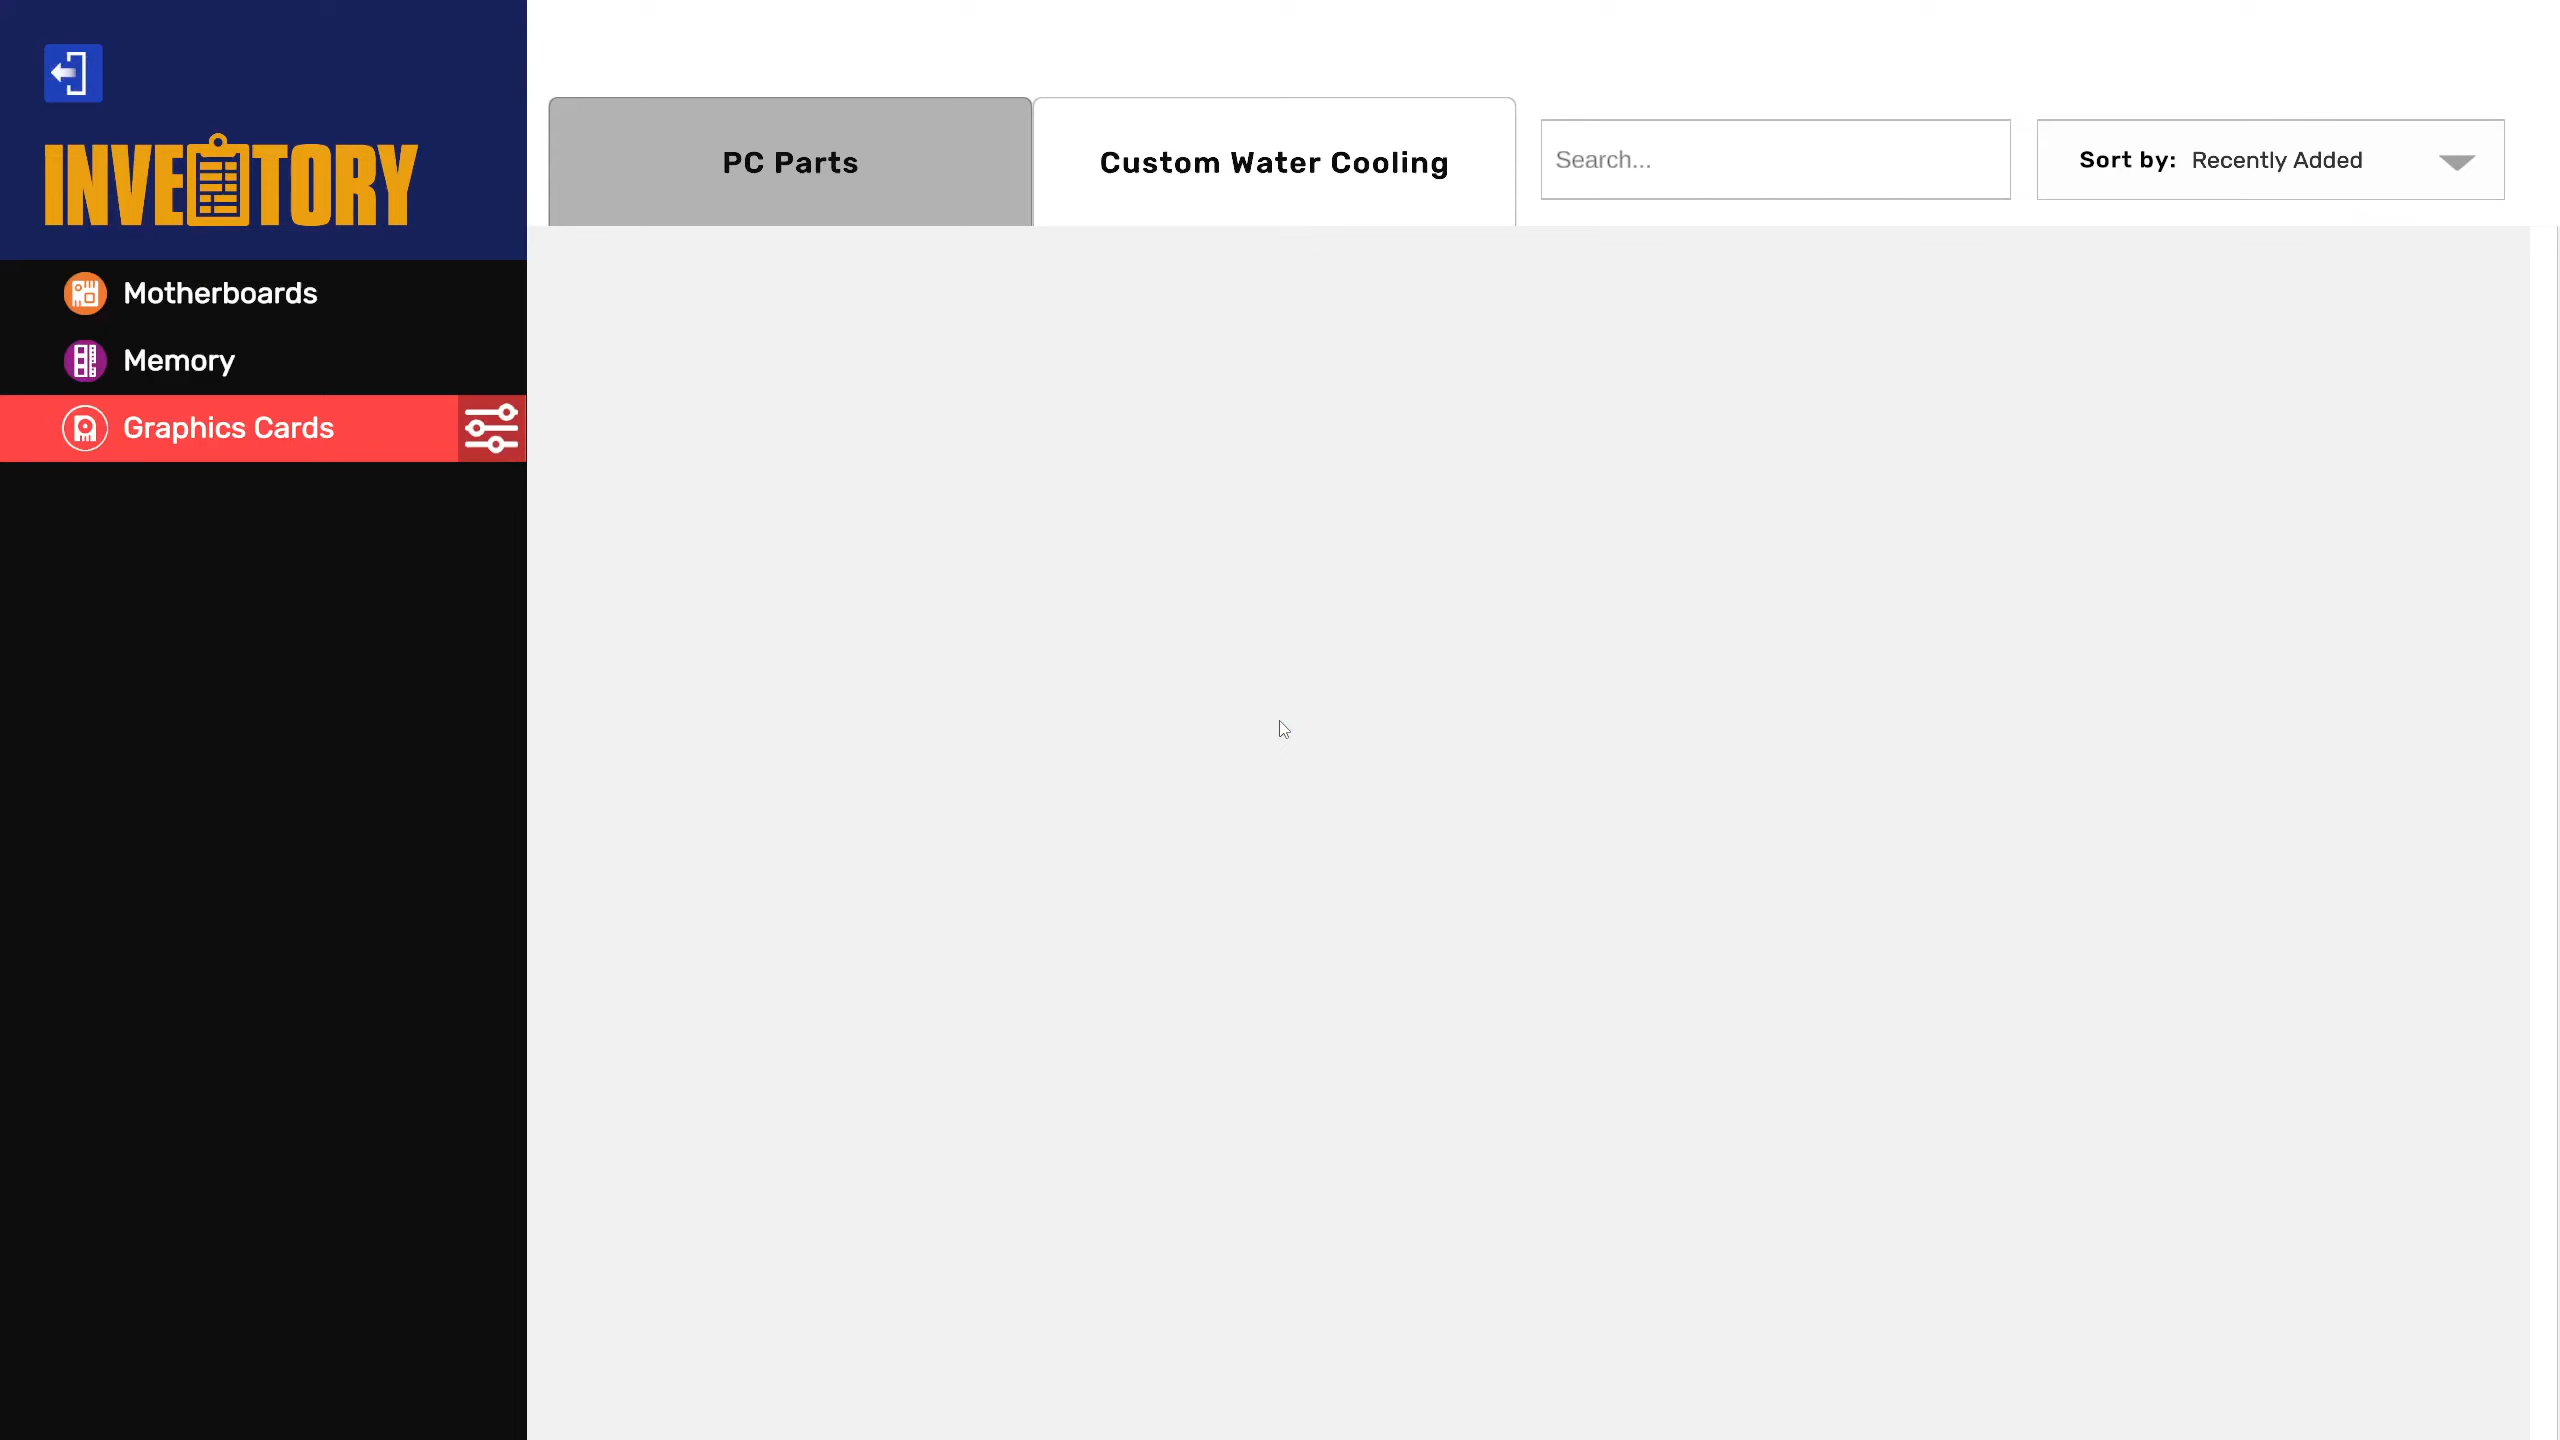 INVENTORY
Motherboards
Memory
Graphics Cards
PC Parts
Custom Water Cooling
Search...
Sort by: Recently Added